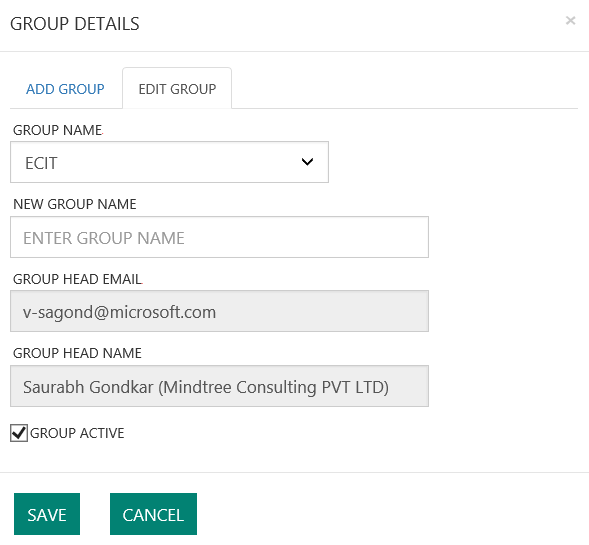 GROUP DETAILS
×
ADD GROUP EDIT GROUP
GROUP NAME
ECIT
NEW GROUP NAME
ENTER GROUP NAME
GROUP HEAD EMAIL
v-sagond@microsoft.com
GROUP HEAD NAME
Saurabh Gondkar (Mindtree Consulting PVT LTD)
GROUP ACTIVE
SAVE CANCEL